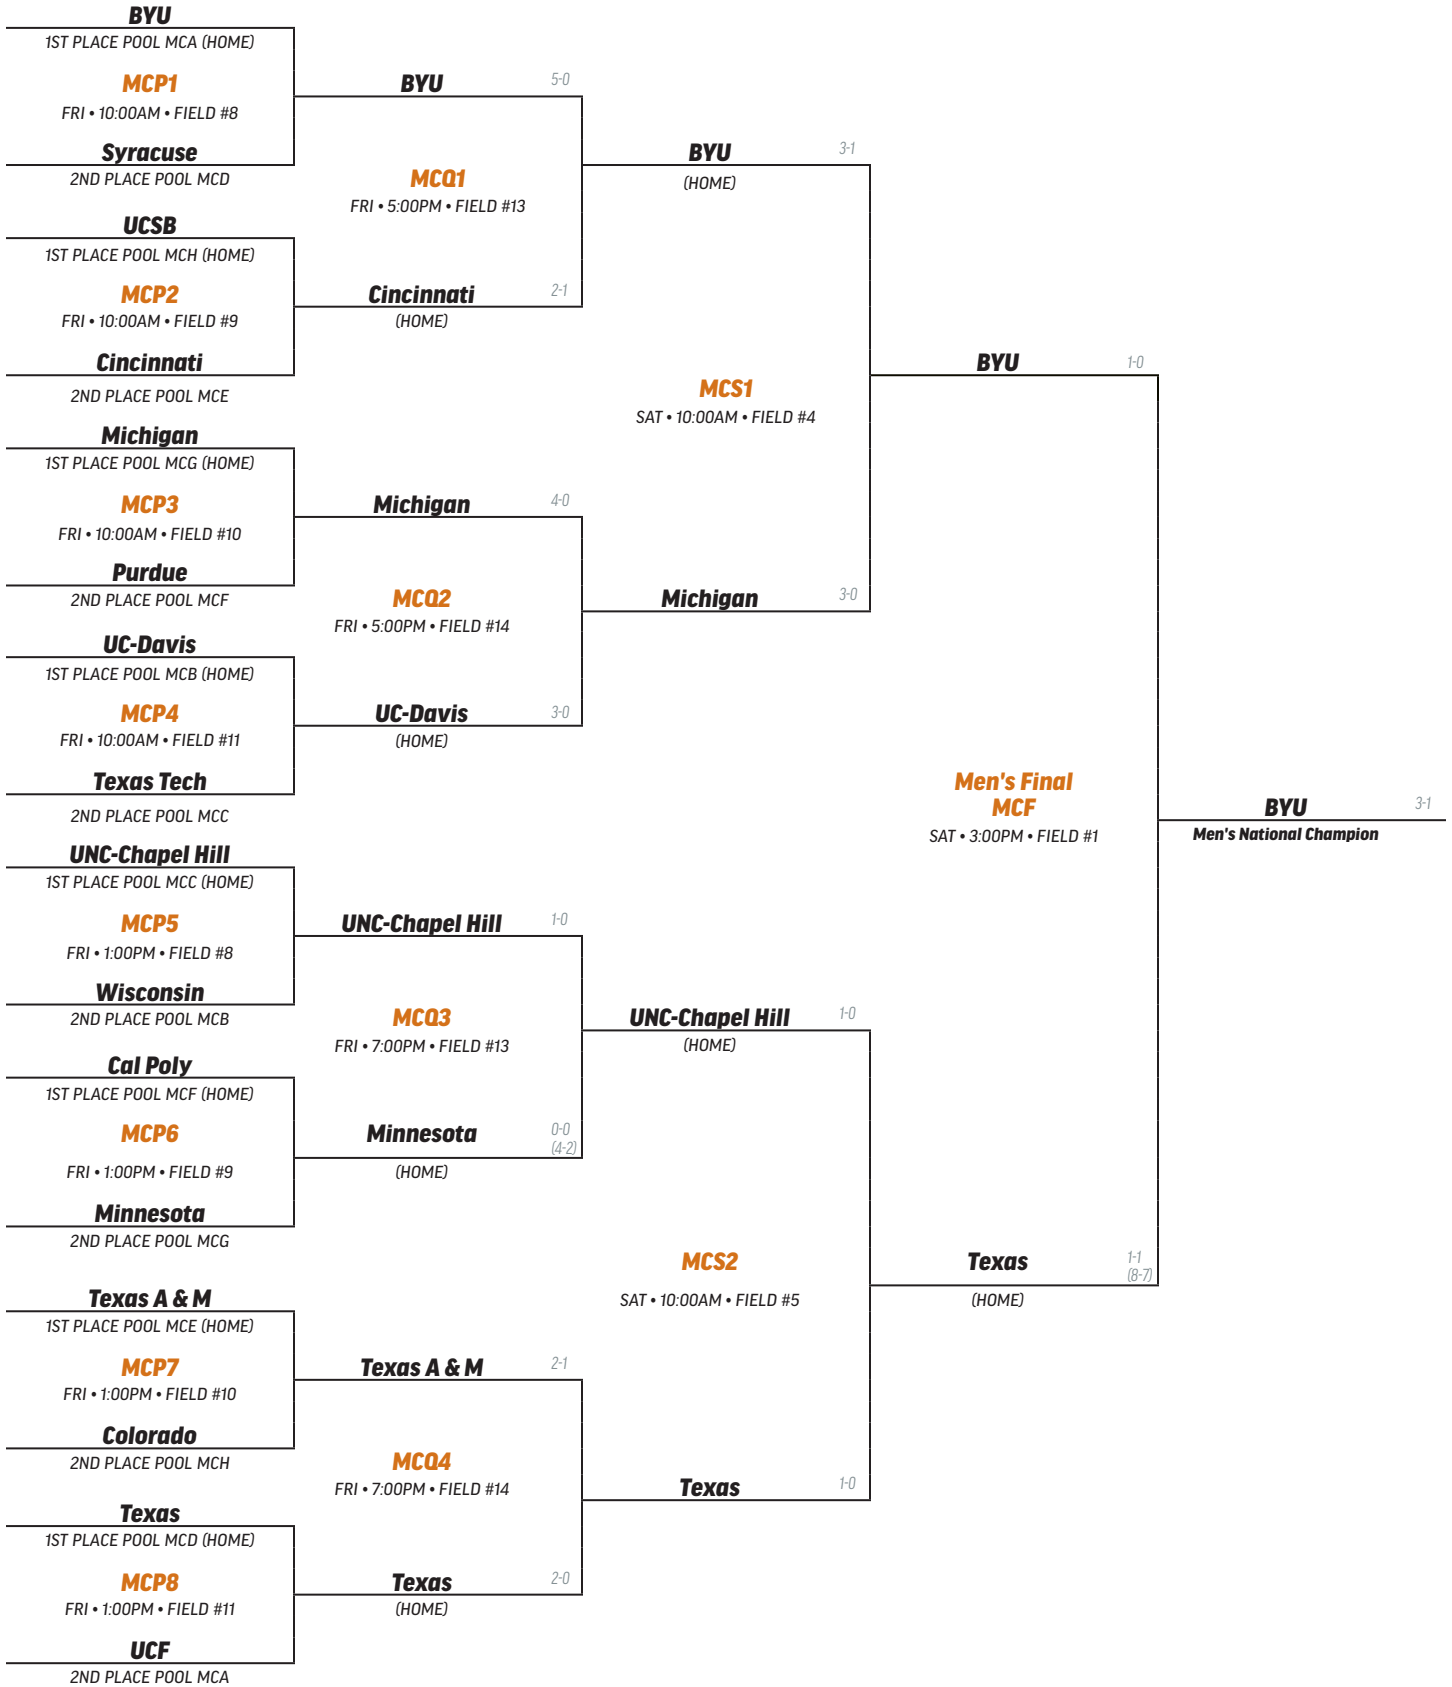 BYU
1ST PLACE POOL MCA (HOME)
MCP1
FRI • 10:00AM • FIELD #8
Syracuse
2ND PLACE POOL MCD
UCSB
1ST PLACE POOL MCH (HOME)
MCP2
FRI • 10:00AM • FIELD #9
Cincinnati
2ND PLACE POOL MCE
Michigan
1ST PLACE POOL MCG (HOME)
MCP3
FRI • 10:00AM • FIELD #10
Purdue
2ND PLACE POOL MCF
UC-Davis
1ST PLACE POOL MCB (HOME)
MCP4
FRI • 10:00AM • FIELD #11
Texas Tech
2ND PLACE POOL MCC
UNC-Chapel Hill
1ST PLACE POOL MCC (HOME)
MCP5
FRI • 1:00PM • FIELD #8
Wisconsin
2ND PLACE POOL MCB
Cal Poly
1ST PLACE POOL MCF (HOME)
MCP6
FRI • 1:00PM • FIELD #9
Minnesota
2ND PLACE POOL MCG
Texas A & M
1ST PLACE POOL MCE (HOME)
MCP7
FRI • 1:00PM • FIELD #10
Colorado
2ND PLACE POOL MCH
Texas
1ST PLACE POOL MCD (HOME)
MCP8
FRI • 1:00PM • FIELD #11
UCF
2ND PLACE POOL MCA
BYU 5-0
MCQ1
FRI • 5:00PM • FIELD #13
Cincinnati 2-1
(HOME)
Michigan 4-0
MCQ2
FRI • 5:00PM • FIELD #14
UC-Davis 3-0
(HOME)
UNC-Chapel Hill 1-0
MCQ3
FRI • 7:00PM • FIELD #13
Minnesota 0-0
(4-2)
(HOME)
Texas A & M 2-1
MCQ4
FRI • 7:00PM • FIELD #14
Texas 2-0
(HOME)
BYU 3-1
(HOME)
MCS1
SAT • 10:00AM • FIELD #4
Michigan 3-0
UNC-Chapel Hill 1-0
(HOME)
MCS2
SAT • 10:00AM • FIELD #5
Texas 1-0
BYU 1-0
Men's Final
MCF
SAT • 3:00PM • FIELD #1
Texas 1-1
(8-7)
(HOME)
BYU 3-1
Men's National Champion